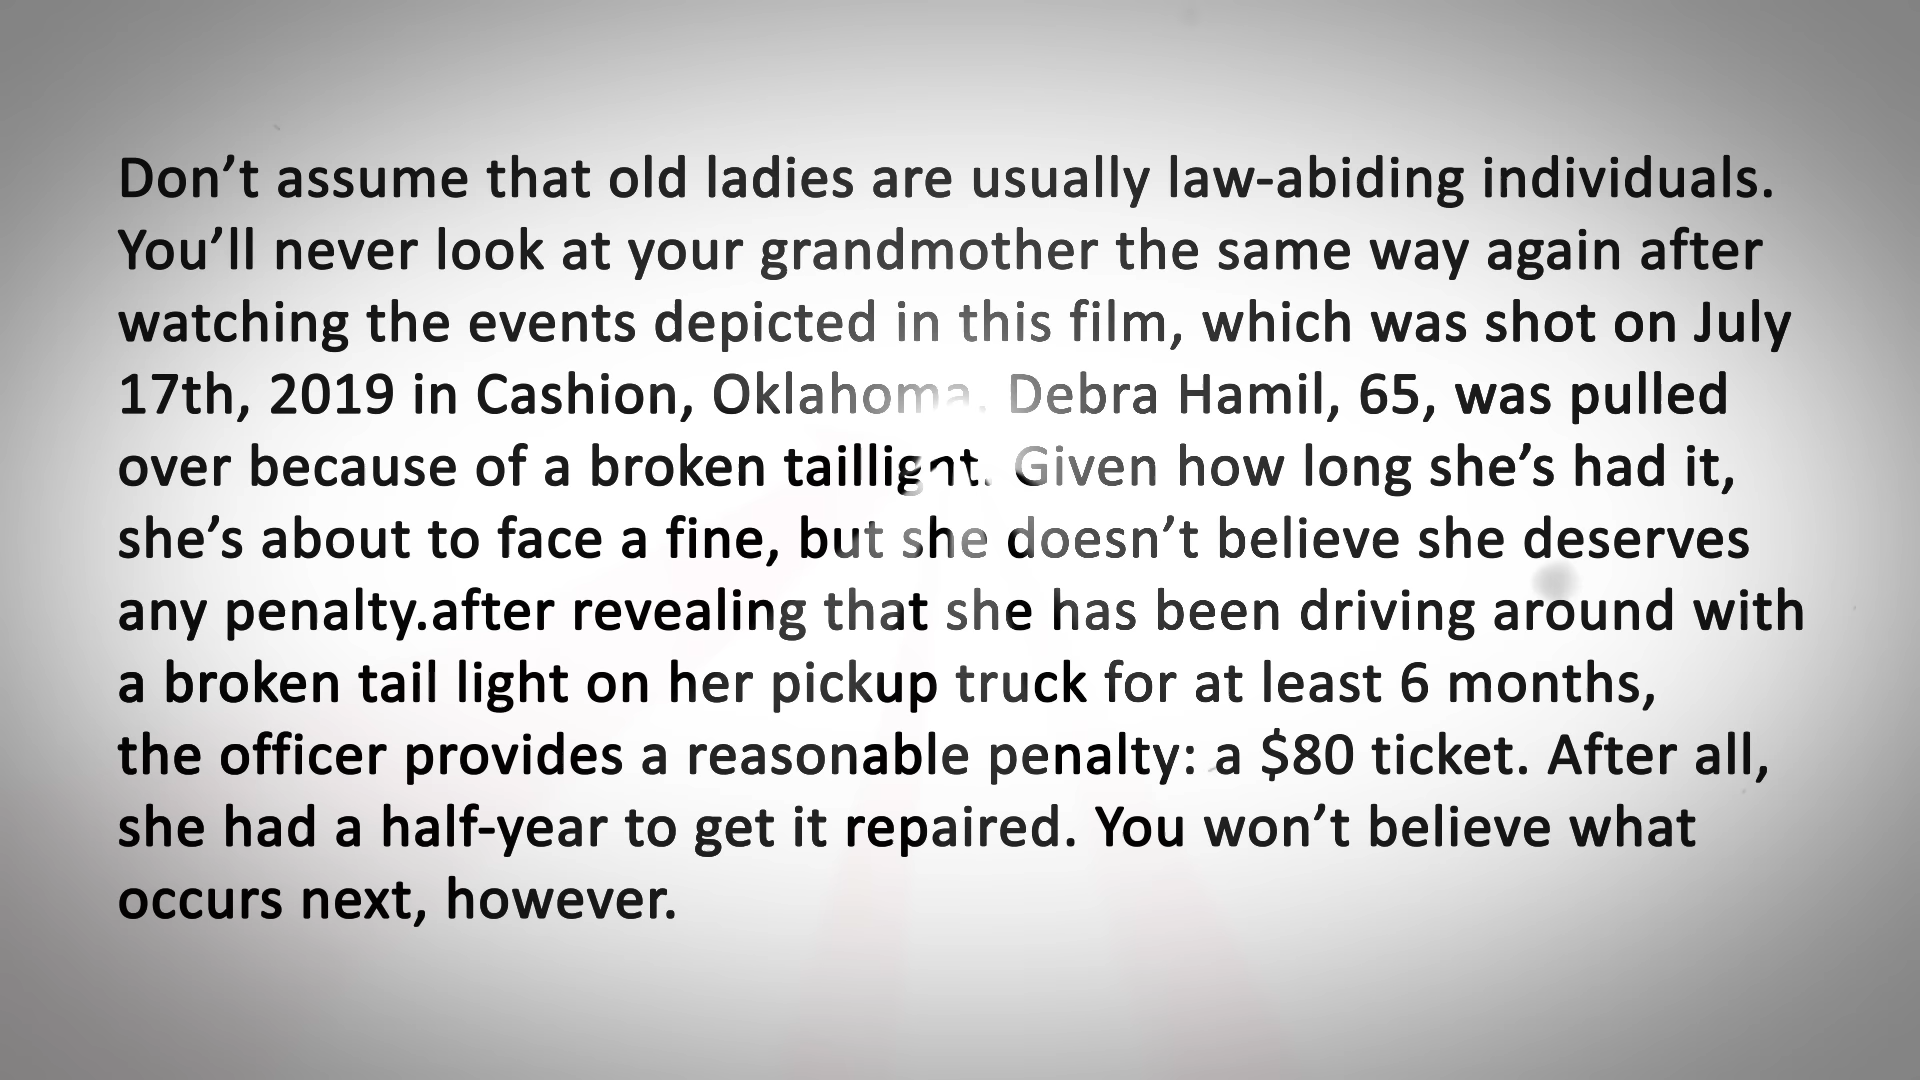 Don’t assume that old ladies are usually law-abiding individuals.
You’ll never look at your grandmother the same way again after
watching the events depicted in this film, which was shot on July
17th, 2019 in Cashion, Oklahoma. Debra Hamil, 65, was pulled
over because of a broken taillight. Given how long she’s had it,
she’s about to face a fine, but she doesn’t believe she deserves
any penalty.after revealing that she has been driving around with
a broken tail light on her pickup truck for at least 6 months,
the officer provides a reasonable penalty: a $80 ticket. After all,
she had a half-year to get it repaired. You won’t believe what
occurs next, however.